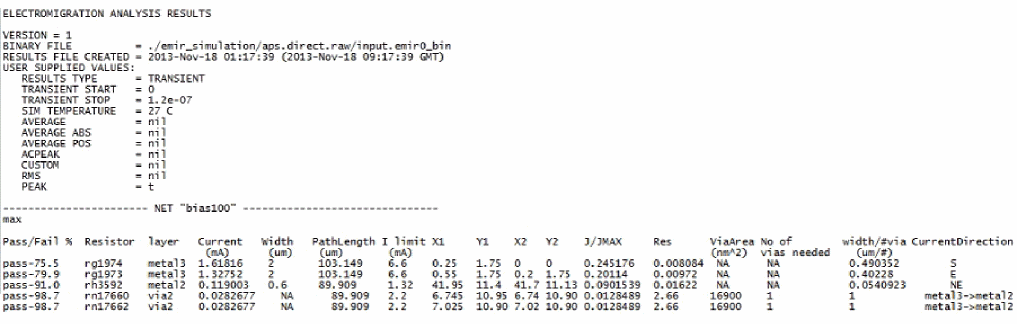 ELECTROMIGRATION ANALYSIS RESULTS
VERSION = 1
BINARY FILE = ./emir_simulation/aps.direct.raw/input.emir0_bin
RESULTS FILE CREATED = 2013-Nov-18 01:17:39 (2013-Nov-18 09:17:39 GMT)
USER SUPPLIED VALUES:
RESULTS TYPE = TRANSIENT
TRANSIENT START = 0
TRANSIENT STOP = 1.2e-07
SIM TEMPERATURE = 27 C
AVERAGE = nil
AVERAGE ABS = nil
AVERAGE POS = nil
ACPEAK = nil
CUSTOM = nil
RMS = nil
PEAK = t
----------------------- NET "bias100" -------------------------------
max
Pass/Fail % Resistor layer Current Width PathLength I limit X1 Y1 X2 Y2 J/JMAX Res ViaArea No of width/#via CurrentDirection
(mA) (um) (um) (mA) (nm^2) vias needed (um/#)
pass-75.5 rg1974 metal3 1.61816 2 103.149 6.6 0.25 1.75 0 0 0.245176 0.008084 NA NA 0.490352 S
pass-79.9 rg1973 metal3 1.32752 2 103.149 6.6 0.55 1.75 0.2 1.75 0.20114 0.00972 NA NA 0.40228 E
pass-91.0 rh3592 metal2 0.119003 0.6 89.909 1.32 41.95 11.4 41.7 11.13 0.0901539 0.01622 NA NA 0.0540923 NE
pass-98.7 rn17660 via2 0.0282677 NA 89.909 2.2 6.745 10.95 6.74 10.90 0.0128489 2.66 16900 1 1 metal3->metal2
pass-98.7 rn17662 via2 0.0282677 NA 89.909 2.2 7.025 10.90 7.02 10.90 0.0128489 2.66 16900 1 1 metal3->metal2